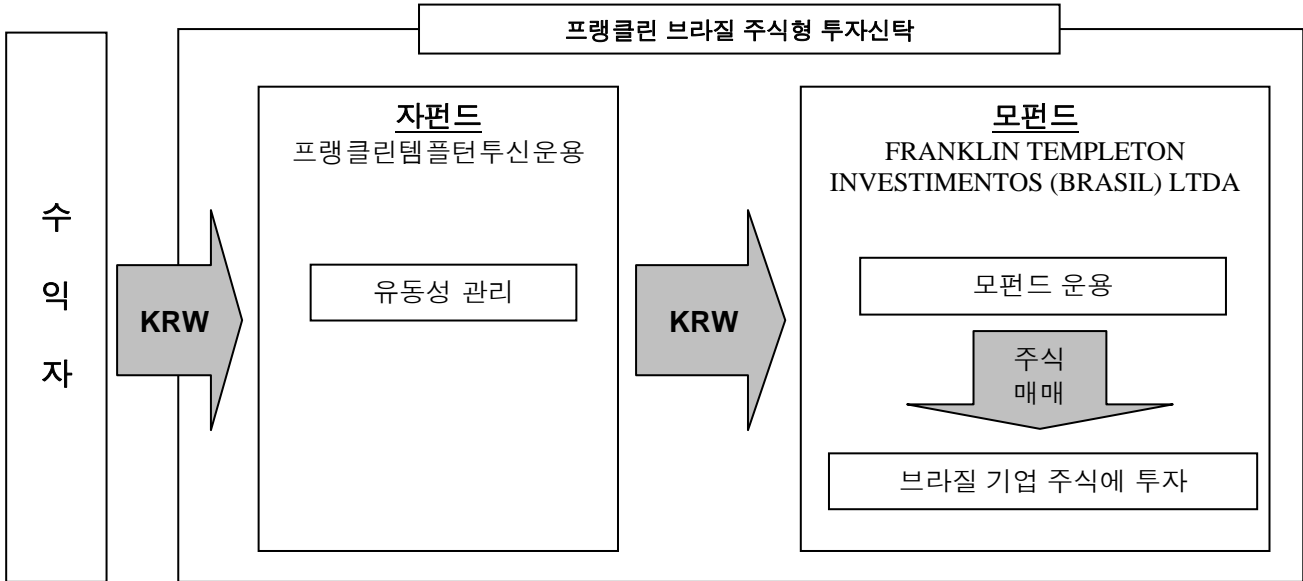 프랭클린 브라질 주식형 투자신탁
수
익
자
KRW
자펀드
프랭클린템플턴투신운용
유동성 관리
KRW
모펀드
FRANKLIN TEMPLETON
INVESTIMENTOS (BRASIL) LTDA
모펀드 운용
주식
매매
브라질 기업 주식에 투자